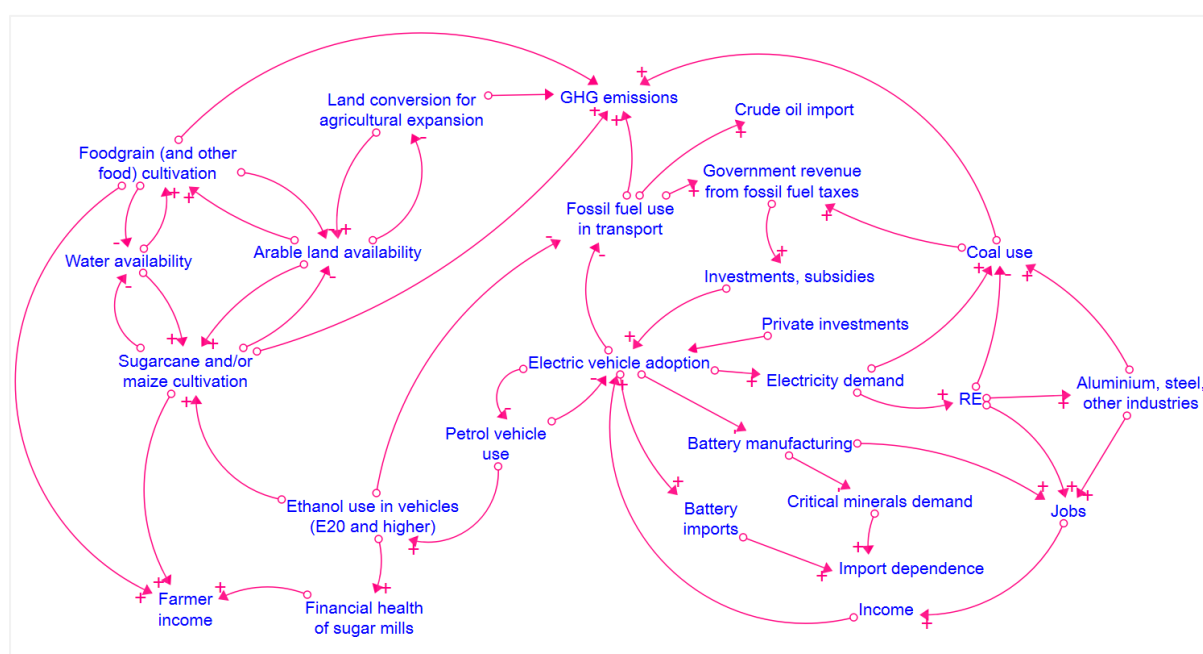 GHG emissions
Land conversion for
agricultural expansion
Crude oil import
Foodgrain (and other
food) cultivation
Government revenue
from fossil fuel taxes
Fossil fuel use
in transport
Arable land availability
Water availability
Coal use
Investments, subsidies
Private investments
Sugarcane and/or
maize cultivation
Electric vehicle adoption
Electricity demand
RE
Aluminium, steel,
other industries
Petrol vehicle
use
Battery manufacturing
Ethanol use in vehicles
(E20 and higher)
Battery
imports
Critical minerals demand
Jobs
Import dependence
Farmer
income
Financial health
of sugar mills
Income